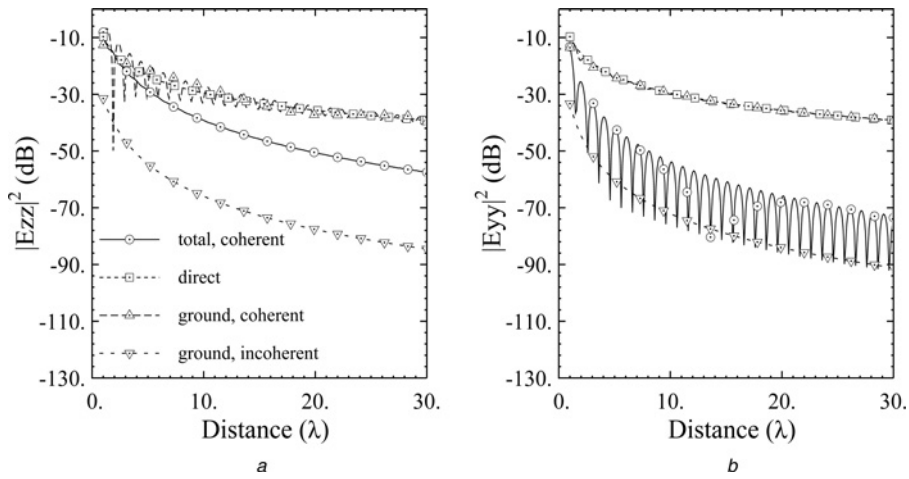 |Ezz|² (dB)
-10.
-30.
-50.
-70.
-90.
-110.
-130.
total, coherent
direct
ground, coherent
ground, incoherent
0. 10. 20. 30.
Distance (λ)
a
|Eyy|² (dB)
-10.
-30.
-50.
-70.
-90.
-110.
-130.
0. 10. 20. 30.
Distance (λ)
b